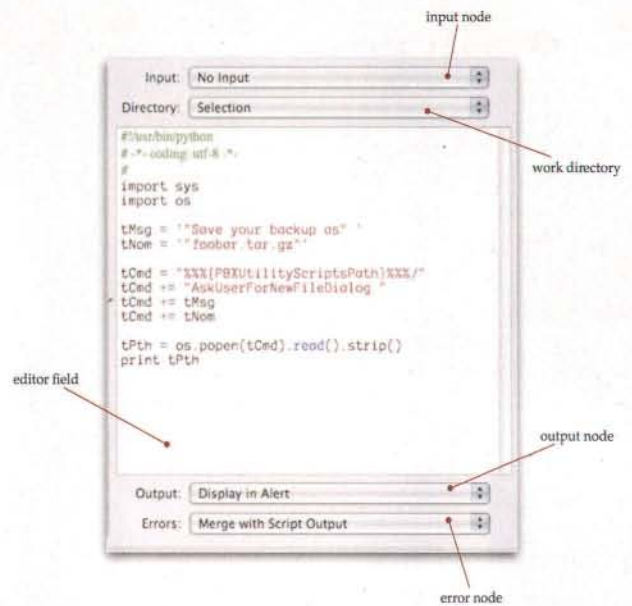 input node
Input: No Input
Directory: Selection
work directory
#!/usr/bin/python
# -*- coding: utf-8 -*-
#
import sys
import os
tMsg = '"Save your backup as" '
tNom = '"foobar.tar.gz"'
tCmd = "%%%{PBXUtilityScriptsPath}%%%/"
tCmd += "AskUserForNewFileDialog "
tCmd += tMsg
tCmd += tNom
tPth = os.popen(tCmd).read().strip()
print tPth
editor field
output node
Output: Display in Alert
Errors: Merge with Script Output
error node